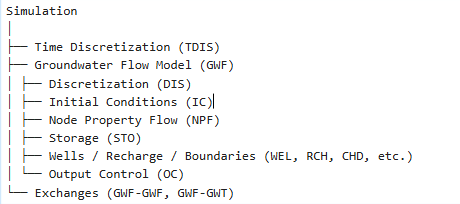 Simulation
│
├── Time Discretization (TDIS)
├── Groundwater Flow Model (GWF)
│ ├── Discretization (DIS)
│ ├── Initial Conditions (IC)
│ ├── Node Property Flow (NPF)
│ ├── Storage (STO)
│ ├── Wells / Recharge / Boundaries (WEL, RCH, CHD, etc.)
│ └── Output Control (OC)
└── Exchanges (GWF-GWF, GWF-GWT)